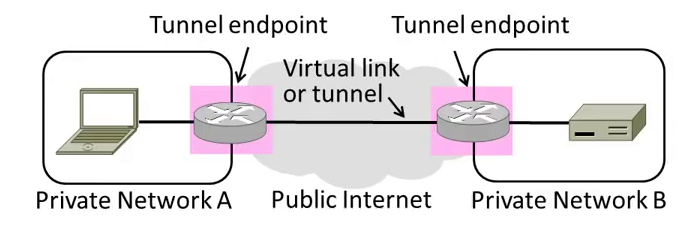 Tunnel endpoint
Tunnel endpoint
Virtual link
or tunnel
Private Network A
Public Internet
Private Network B